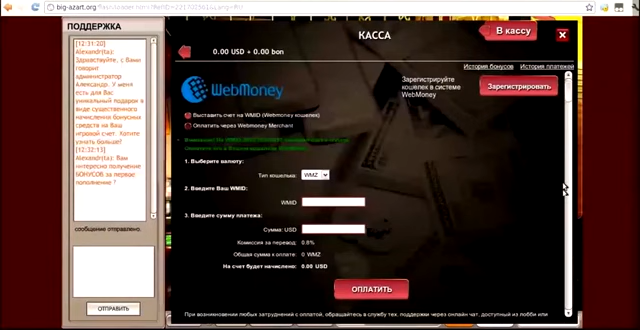 big-azart.org
ПОДДЕРЖКА
[12:31:20]
Alexandr(ta):
Здравствуйте, с Вами
говорит
администратор
Александр. У меня
есть для Вас
уникальный подарок в
виде существенного
начисления бонусных
средств на Ваш
игровой счет. Хотите
узнать больше?
[12:32:13]
Alexandr(ta): Вам
интересно получение
БОНУСОВ за первое
пополнение ?
сообщение отправлено.
ОТПРАВИТЬ
КАССА
В кассу
0.00 USD + 0.00 bon
История бонусов История платежей
WebMoney
Зарегистрируйте
кошелек в системе
WebMoney
Зарегистрировать
Выставить счет на WMID (Webmoney кошелек)
Оплатить через Webmoney Merchant
1. Выберите валюту:
Тип кошелька: WMZ
2. Введите Ваш WMID:
WMID
3. Введите сумму платежа:
Сумма: USD
Комиссия за перевод: 0.8%
Общая сумма к оплате: 0 WMZ
На счет будет начислено: 0.00 USD
ОПЛАТИТЬ
При возникновении любых затруднений с оплатой, обращайтесь в службу тех. поддержки через онлайн чат, доступный из лобби или